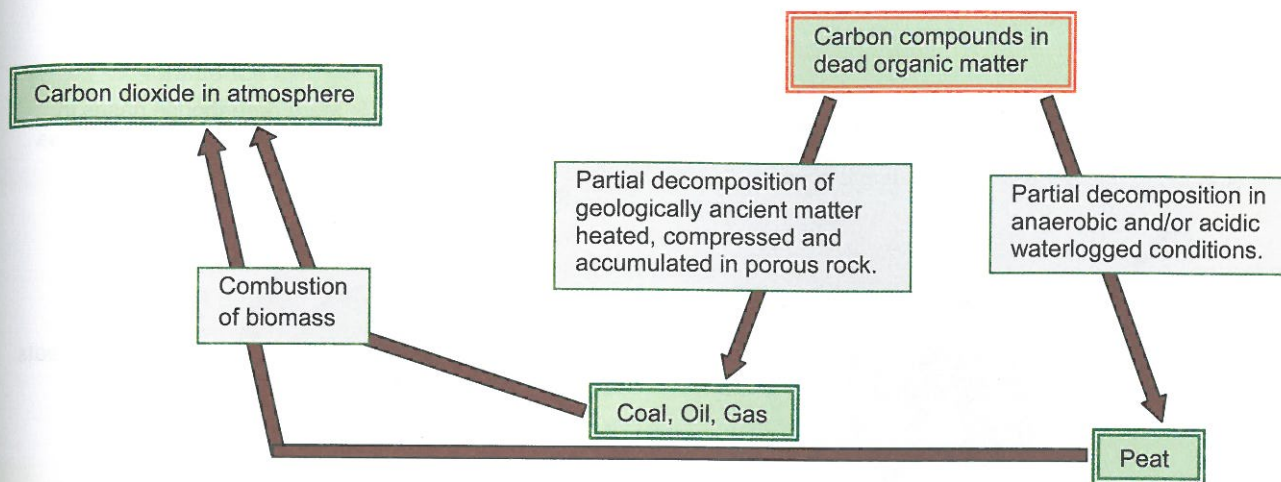 Carbon compounds in
dead organic matter
Carbon dioxide in atmosphere
Partial decomposition of
geologically ancient matter
heated, compressed and
accumulated in porous rock.
Partial decomposition in
anaerobic and/or acidic
waterlogged conditions.
Combustion
of biomass
Coal, Oil, Gas
Peat